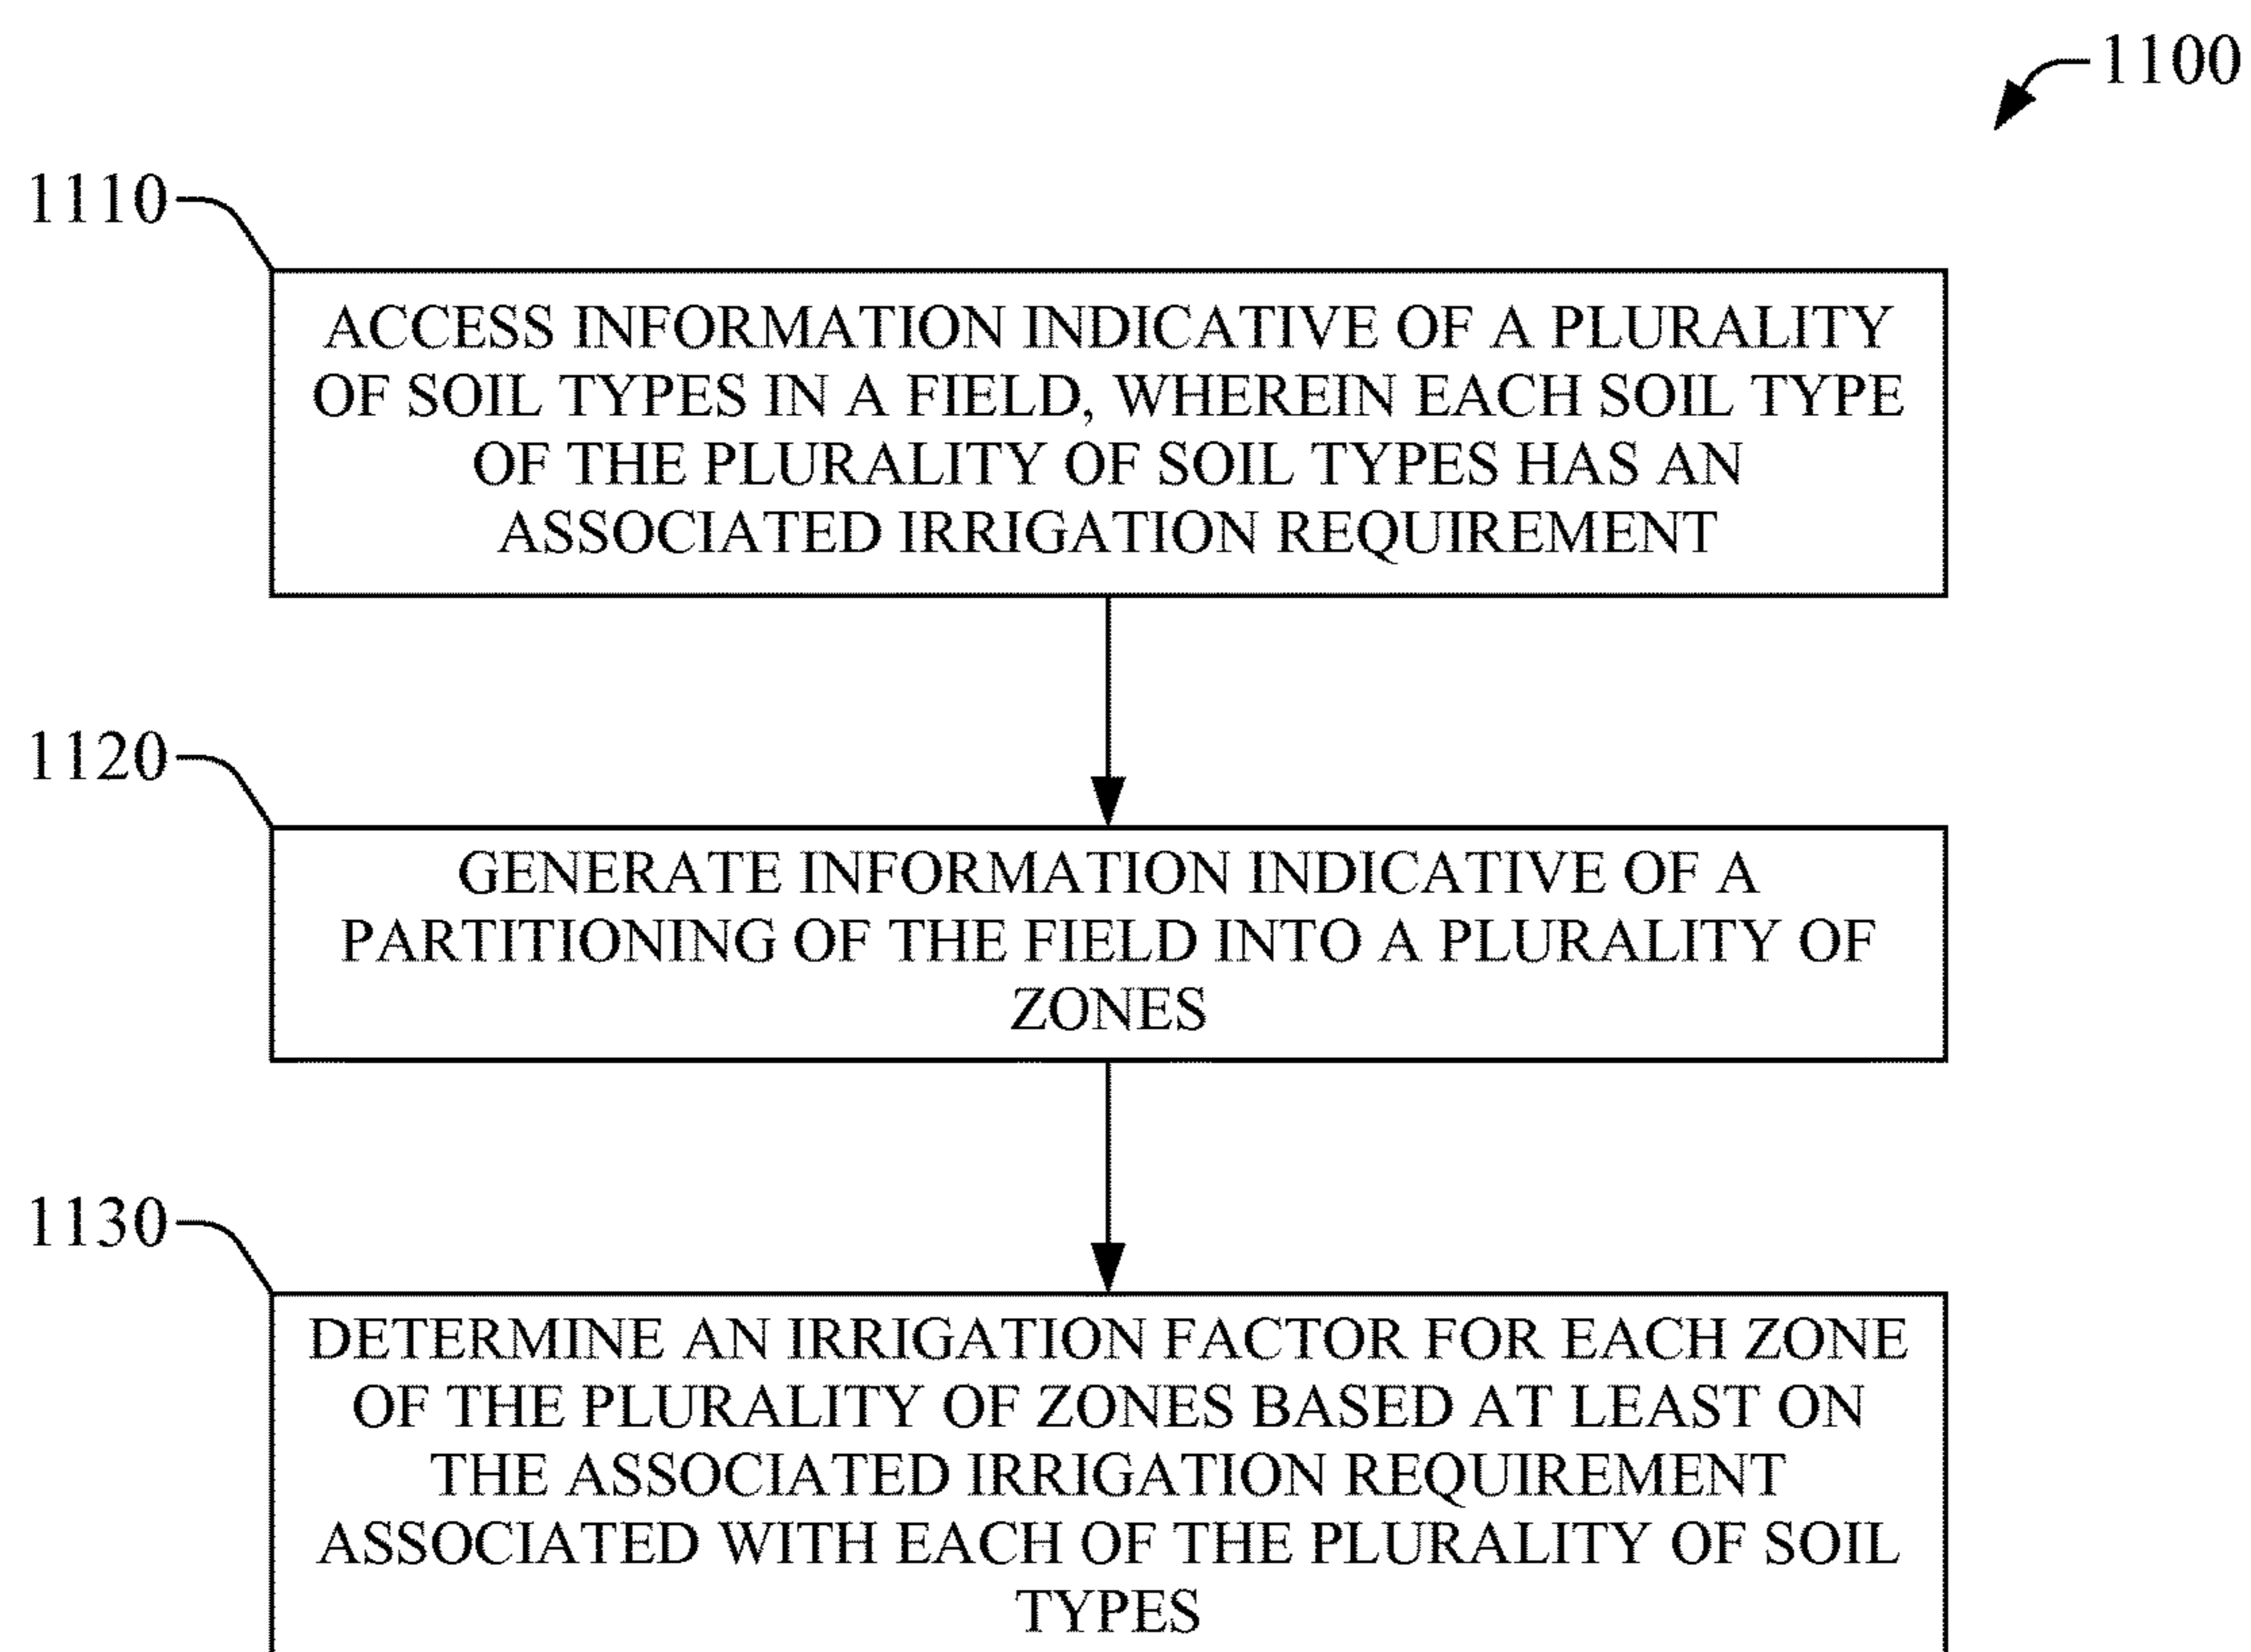 1100
1110
ACCESS INFORMATION INDICATIVE OF A PLURALITY
OF SOIL TYPES IN A FIELD, WHEREIN EACH SOIL TYPE
OF THE PLURALITY OF SOIL TYPES HAS AN
ASSOCIATED IRRIGATION REQUIREMENT
1120
GENERATE INFORMATION INDICATIVE OF A
PARTITIONING OF THE FIELD INTO A PLURALITY OF
ZONES
1130
DETERMINE AN IRRIGATION FACTOR FOR EACH ZONE
OF THE PLURALITY OF ZONES BASED AT LEAST ON
THE ASSOCIATED IRRIGATION REQUIREMENT
ASSOCIATED WITH EACH OF THE PLURALITY OF SOIL
TYPES